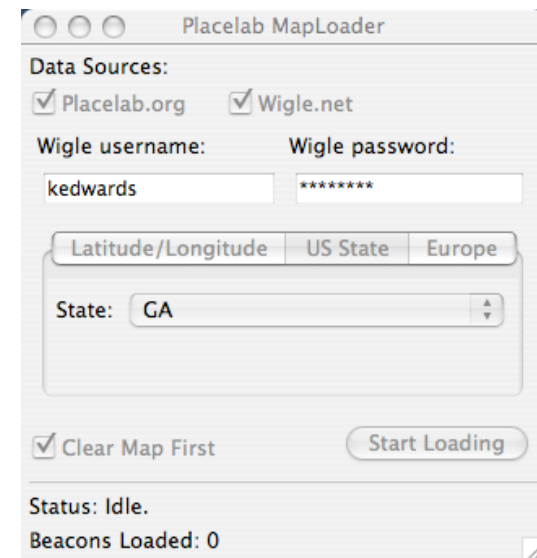 Placelab MapLoader
Data Sources:
Placelab.org Wigle.net
Wigle username: Wigle password:
kedwards ********
Latitude/Longitude US State Europe
State: GA
Clear Map First Start Loading
Status: Idle.
Beacons Loaded: 0